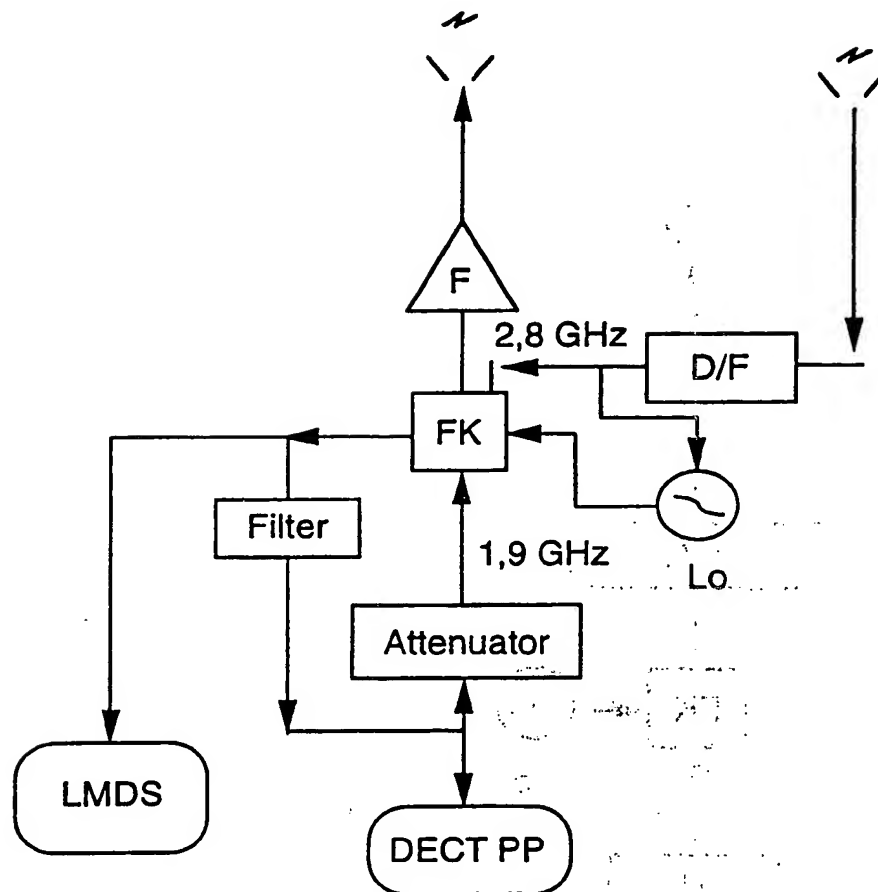 F
2,8 GHz
D/F
FK
Filter
1,9 GHz
Lo
Attenuator
LMDS
DECT PP